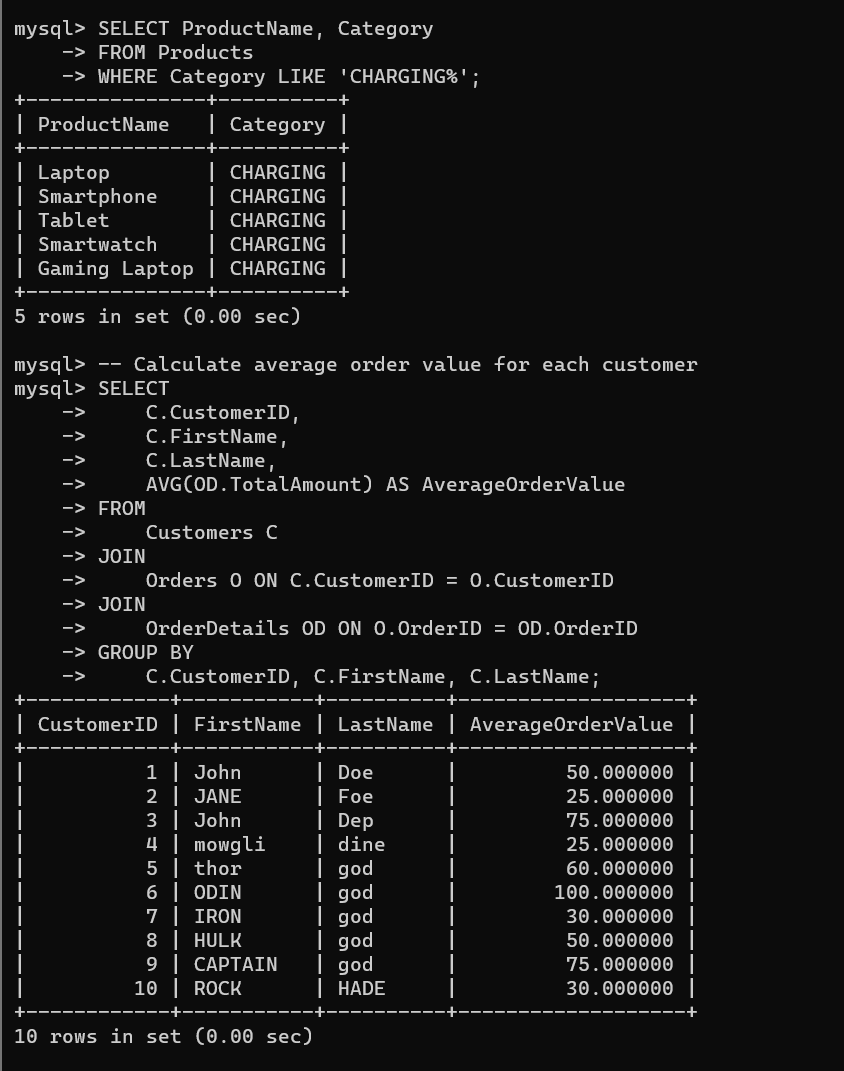 mysql> SELECT ProductName, Category
    -> FROM Products
    -> WHERE Category LIKE 'CHARGING%';
+---------------+----------+
| ProductName   | Category |
+---------------+----------+
| Laptop        | CHARGING |
| Smartphone    | CHARGING |
| Tablet        | CHARGING |
| Smartwatch    | CHARGING |
| Gaming Laptop | CHARGING |
+---------------+----------+
5 rows in set (0.00 sec)

mysql> -- Calculate average order value for each customer
mysql> SELECT
    ->     C.CustomerID,
    ->     C.FirstName,
    ->     C.LastName,
    ->     AVG(OD.TotalAmount) AS AverageOrderValue
    -> FROM
    ->     Customers C
    -> JOIN
    ->     Orders O ON C.CustomerID = O.CustomerID
    -> JOIN
    ->     OrderDetails OD ON O.OrderID = OD.OrderID
    -> GROUP BY
    ->     C.CustomerID, C.FirstName, C.LastName;
+------------+-----------+----------+-------------------+
| CustomerID | FirstName | LastName | AverageOrderValue |
+------------+-----------+----------+-------------------+
|          1 | John      | Doe      |         50.000000 |
|          2 | JANE      | Foe      |         25.000000 |
|          3 | John      | Dep      |         75.000000 |
|          4 | mowgli    | dine     |         25.000000 |
|          5 | thor      | god      |         60.000000 |
|          6 | ODIN      | god      |        100.000000 |
|          7 | IRON      | god      |         30.000000 |
|          8 | HULK      | god      |         50.000000 |
|          9 | CAPTAIN   | god      |         75.000000 |
|         10 | ROCK      | HADE     |         30.000000 |
+------------+-----------+----------+-------------------+
10 rows in set (0.00 sec)